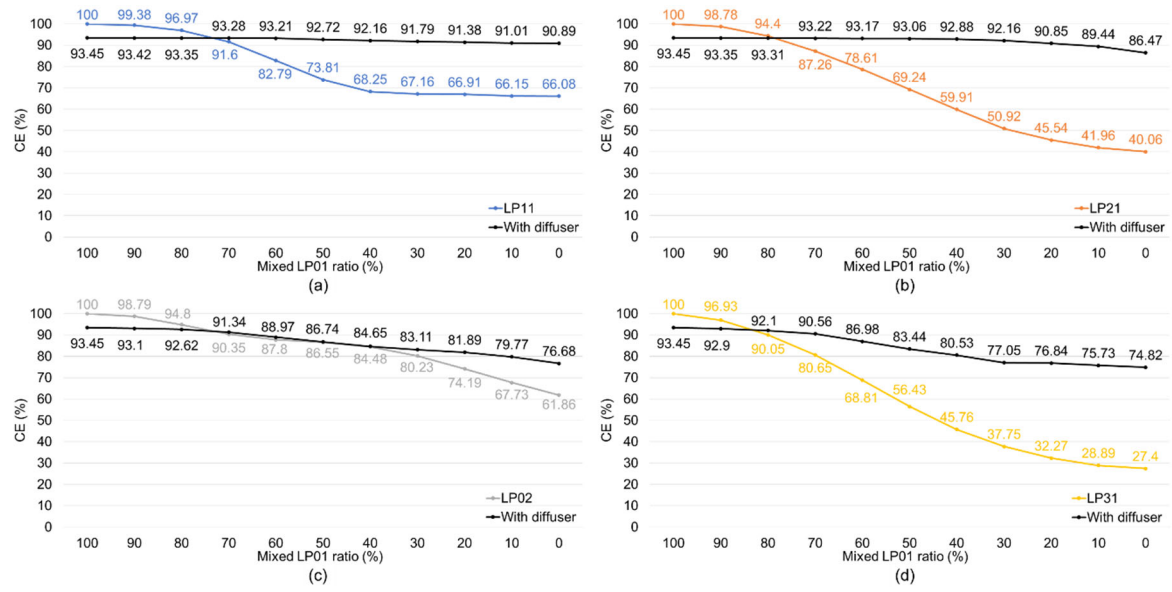 100 99.38 96.97 93.28 93.21 92.72 92.16 91.79 91.38 91.01 90.89
93.45 93.42 93.35 91.6 82.79 73.81 68.25 67.16 66.91 66.15 66.08
CE (%)
100
90
80
70
60
50
40
30
20
10
0
LP11
With diffuser
100 90 80 70 60 50 40 30 20 10 0
Mixed LP01 ratio (%)
(a)
100 98.78 94.4 93.22 93.17 93.06 92.88 92.16 90.85 89.44 86.47
93.45 93.35 93.31 87.26 78.61 69.24 59.91 50.92 45.54 41.96 40.06
CE (%)
100
90
80
70
60
50
40
30
20
10
0
LP21
With diffuser
100 90 80 70 60 50 40 30 20 10 0
Mixed LP01 ratio (%)
(b)
100 98.79 94.8 91.34 88.97 86.74 84.65 83.11 81.89 79.77 76.68
93.45 93.1 92.62 90.35 87.8 86.55 84.48 80.23 74.19 67.73 61.86
CE (%)
100
90
80
70
60
50
40
30
20
10
0
LP02
With diffuser
100 90 80 70 60 50 40 30 20 10 0
Mixed LP01 ratio (%)
(c)
100 96.93 92.1 90.56 86.98 83.44 80.53 77.05 76.84 75.73 74.82
93.45 92.9 90.05 80.65 68.81 56.43 45.76 37.75 32.27 28.89 27.4
CE (%)
100
90
80
70
60
50
40
30
20
10
0
LP31
With diffuser
100 90 80 70 60 50 40 30 20 10 0
Mixed LP01 ratio (%)
(d)